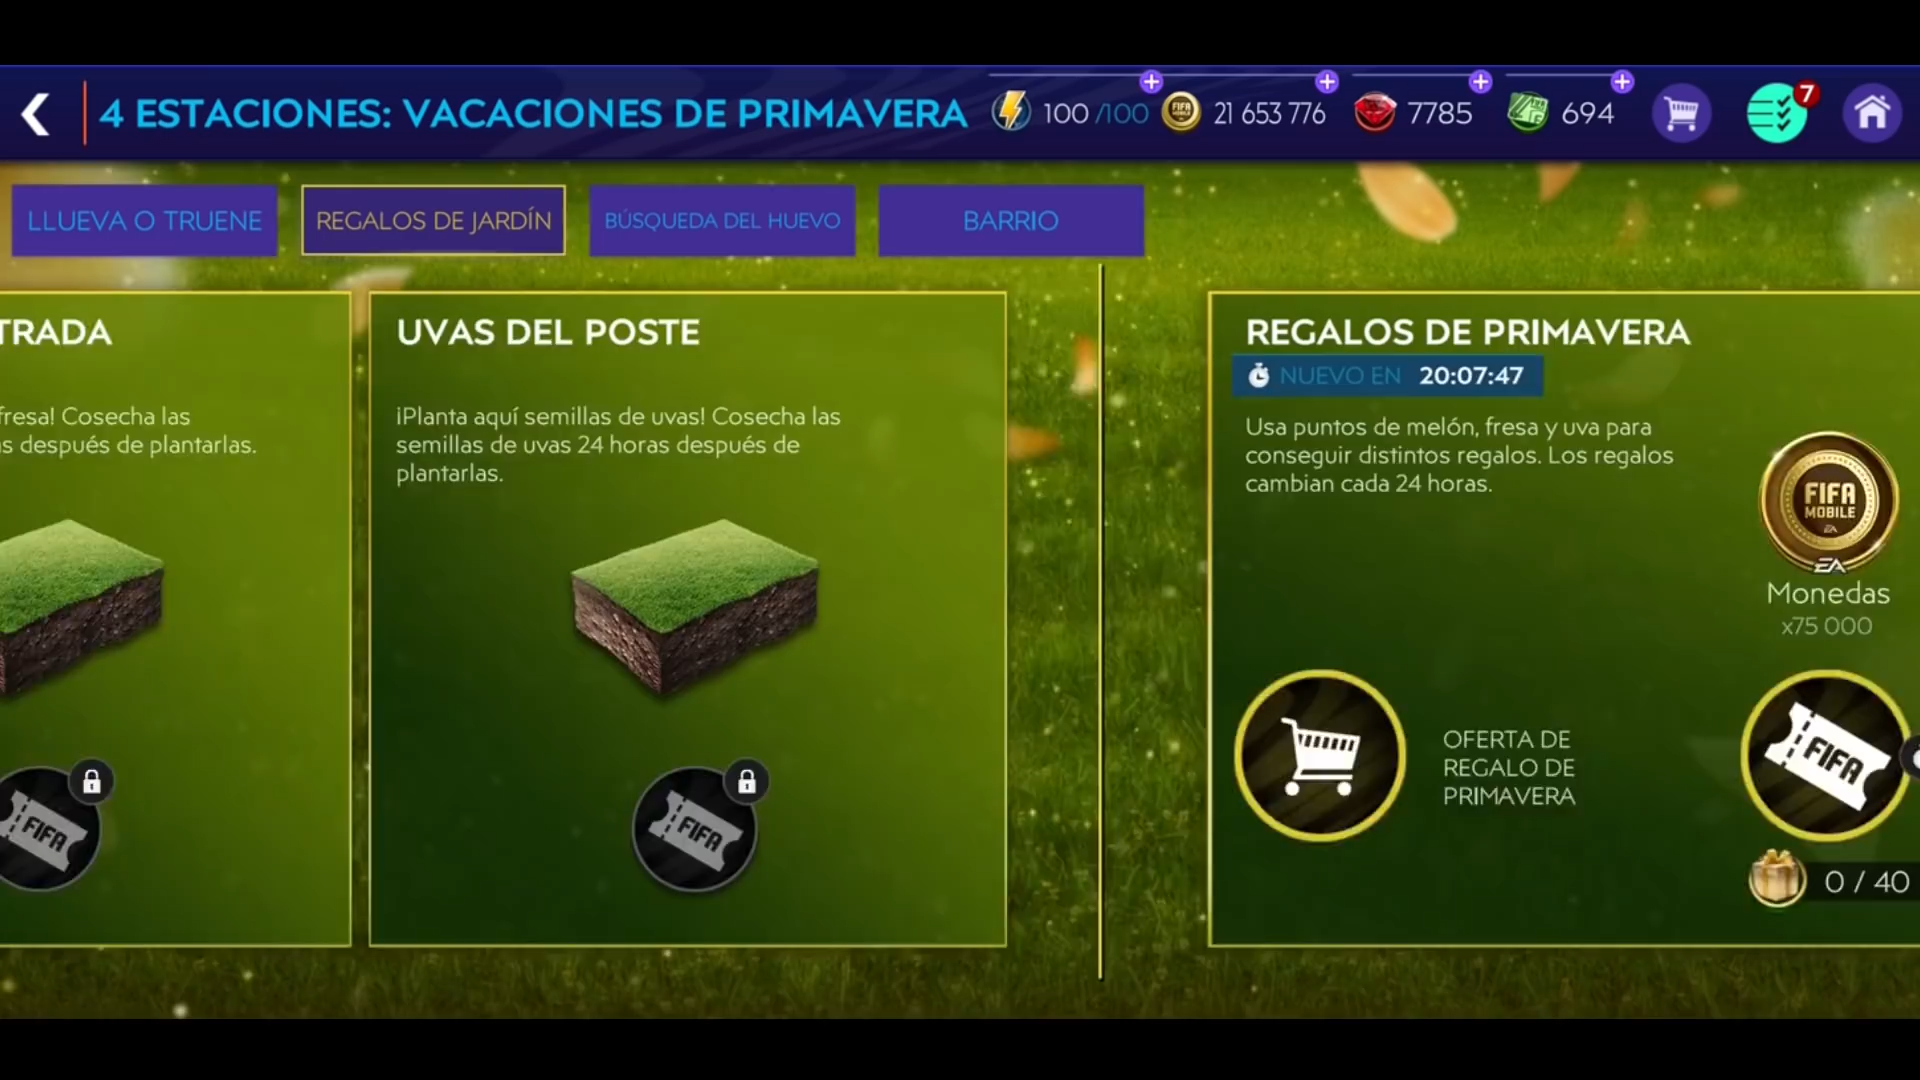 4 ESTACIONES: VACACIONES DE PRIMAVERA
100 /100
21 653 776
7785
694
7
LLUEVA O TRUENE
REGALOS DE JARDÍN
BÚSQUEDA DEL HUEVO
BARRIO
TRADA
fresa! Cosecha las
s después de plantarlas.
FIFA
UVAS DEL POSTE
¡Planta aquí semillas de uvas! Cosecha las
semillas de uvas 24 horas después de
plantarlas.
FIFA
REGALOS DE PRIMAVERA
NUEVO EN 20:07:47
Usa puntos de melón, fresa y uva para
conseguir distintos regalos. Los regalos
cambian cada 24 horas.
FIFA
MOBILE
EA
EA
Monedas
x75 000
OFERTA DE
REGALO DE
PRIMAVERA
FIFA
0 / 40